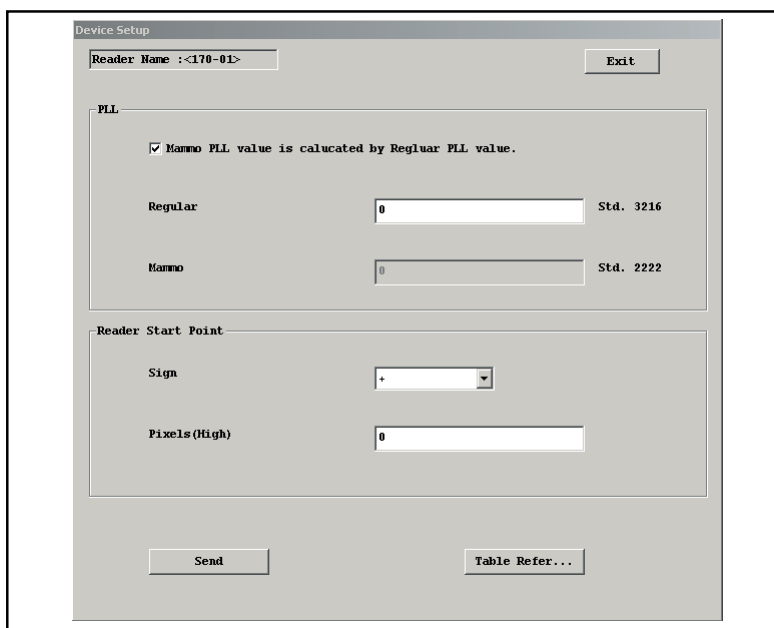 Device Setup
Reader Name :<170-01>
Exit
PLL
Mammo PLL value is calucated by Regluar PLL value.
Regular 0 Std. 3216
Mammo 0 Std. 2222
Reader Start Point
Sign +
Pixels(High) 0
Send Table Refer...